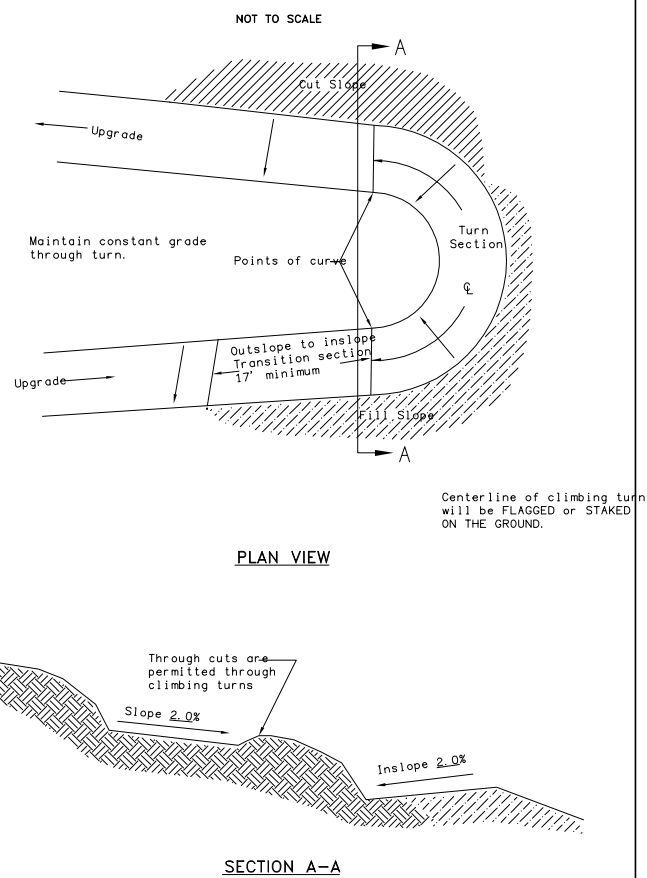 NOT TO SCALE
A
Cut Slope
Upgrade
Turn
Section
Maintain constant grade
through turn.
Points of curve
℄
Outslope to inslope
Transition section
17' minimum
Upgrade
Fill Slope
A
Centerline of climbing turn
will be FLAGGED or STAKED
ON THE GROUND.
PLAN VIEW
Through cuts are
permitted through
climbing turns
Slope 2.0%
Inslope 2.0%
SECTION A-A